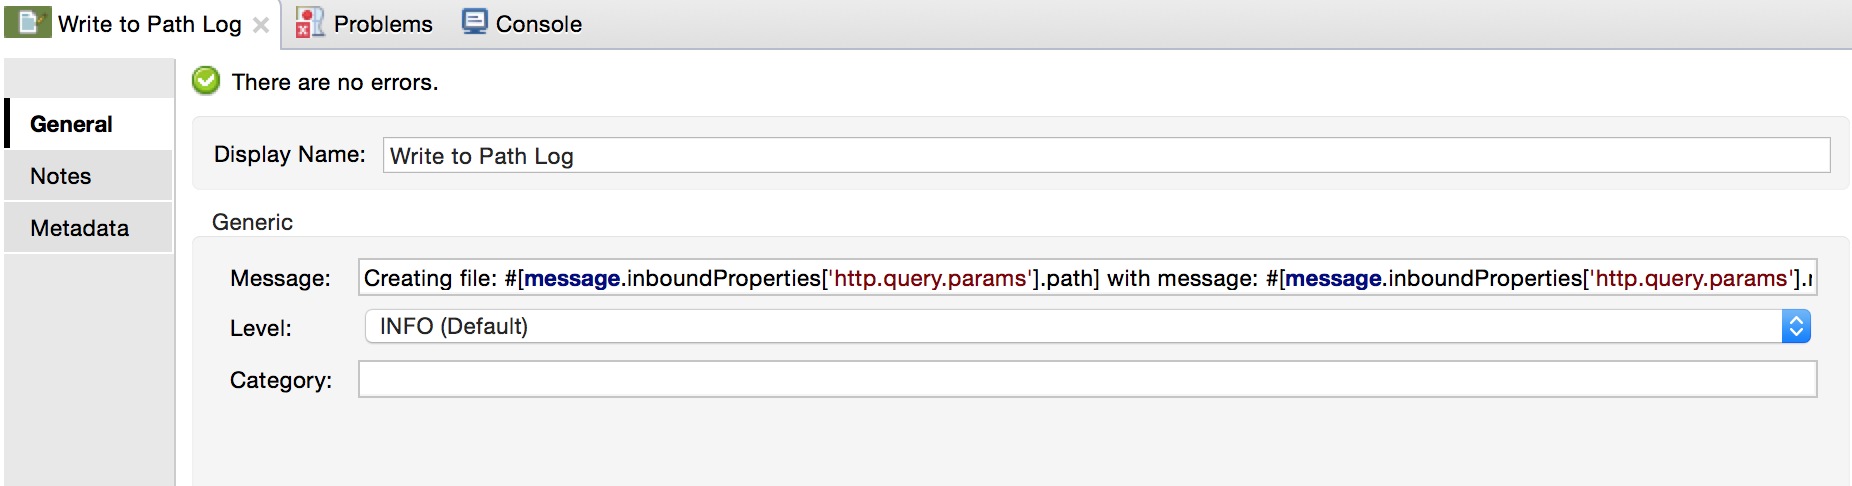 Write to Path Log Problems Console
There are no errors.
General
Display Name: Write to Path Log
Notes
Generic
Metadata
Message: Creating file: #[message.inboundProperties['http.query.params'].path] with message: #[message.inboundProperties['http.query.params'].
Level: INFO (Default)
Category: